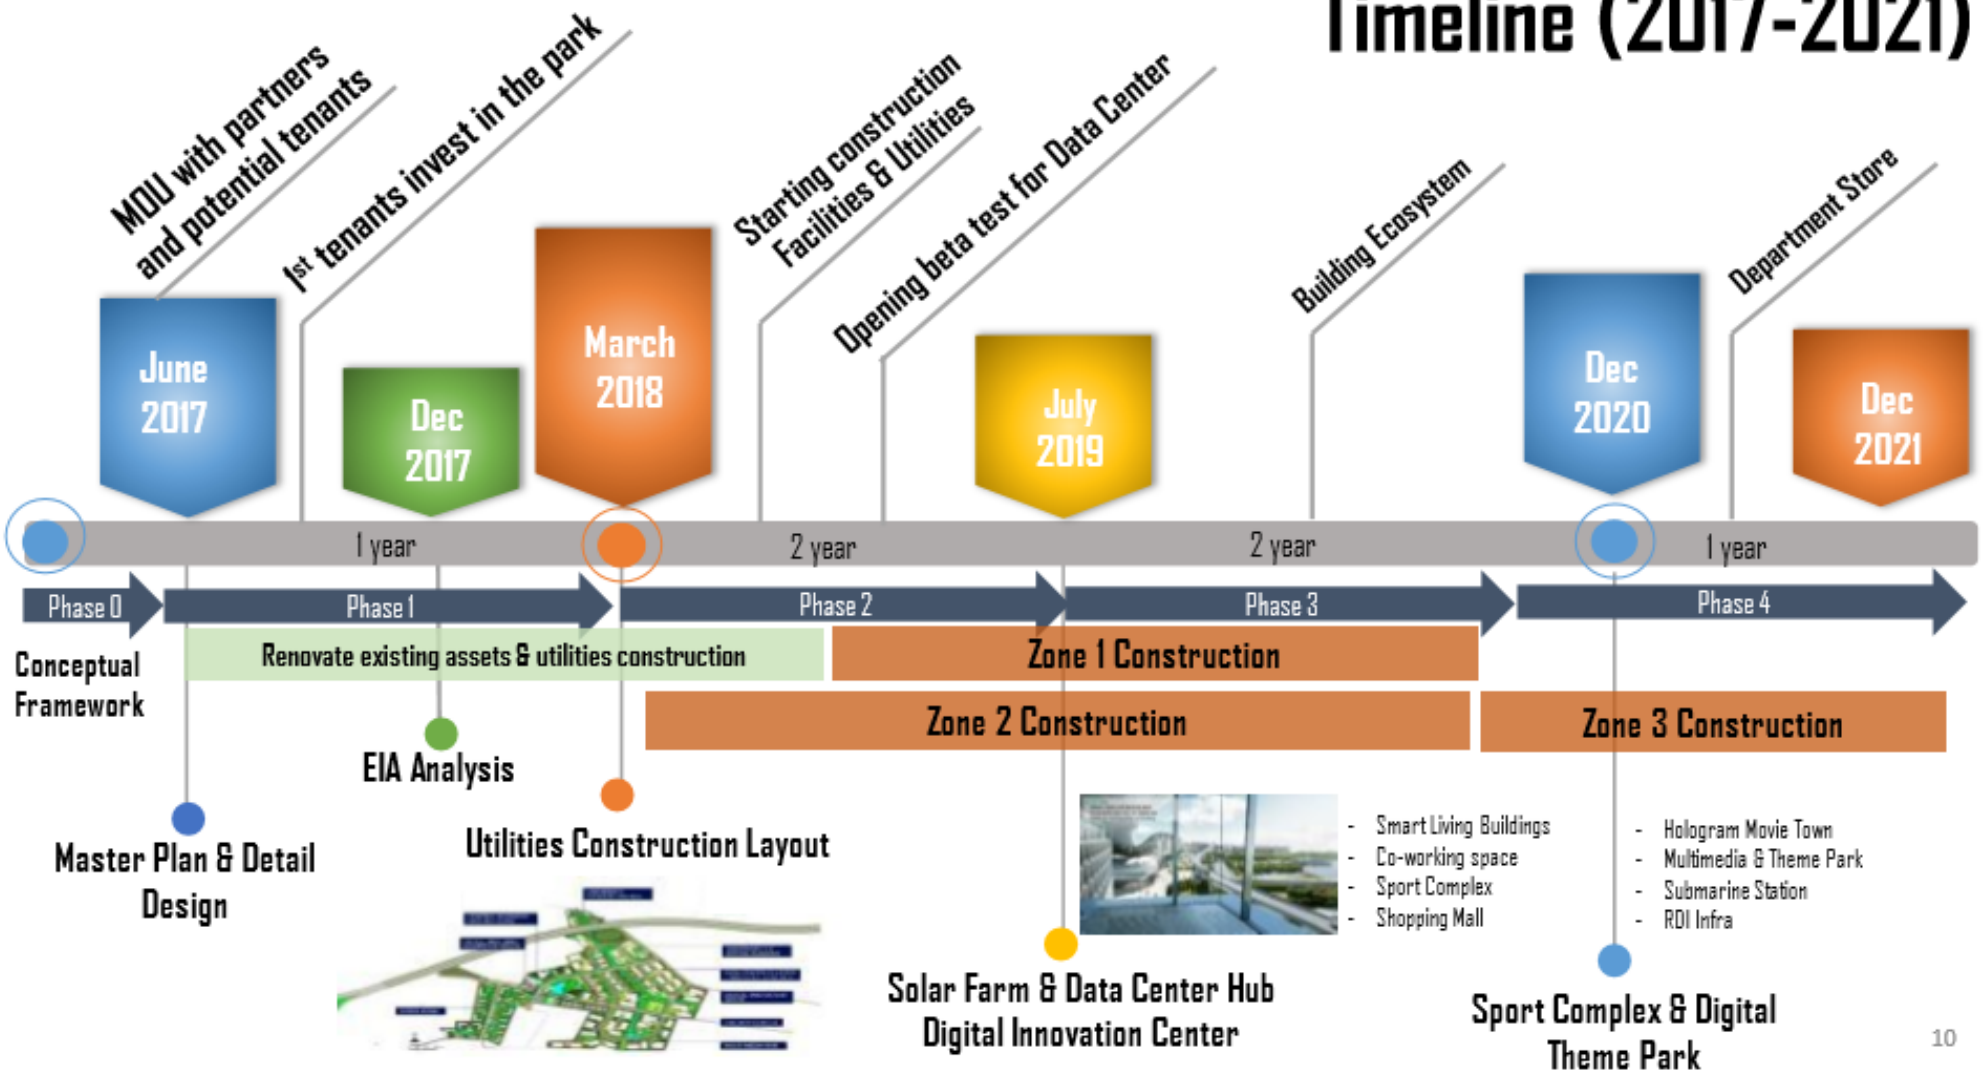 Timeline (2017-2021)
MOU with partners
and potential tenants
1st tenants invest in the park
Starting construction
Facilities & Utilities
Opening beta test for Data Center
Building Ecosystem
Department Store
June
2017
Dec
2017
March
2018
July
2019
Dec
2020
Dec
2021
1 year
2 year
2 year
1 year
Phase 0
Phase 1
Phase 2
Phase 3
Phase 4
Conceptual
Framework
Renovate existing assets & utilities construction
Zone 1 Construction
Zone 2 Construction
Zone 3 Construction
EIA Analysis
Master Plan & Detail
Design
Utilities Construction Layout
- Smart Living Buildings
- Co-working space
- Sport Complex
- Shopping Mall
- Hologram Movie Town
- Multimedia & Theme Park
- Submarine Station
- RDI Infra
Solar Farm & Data Center Hub
Digital Innovation Center
Sport Complex & Digital
Theme Park
10